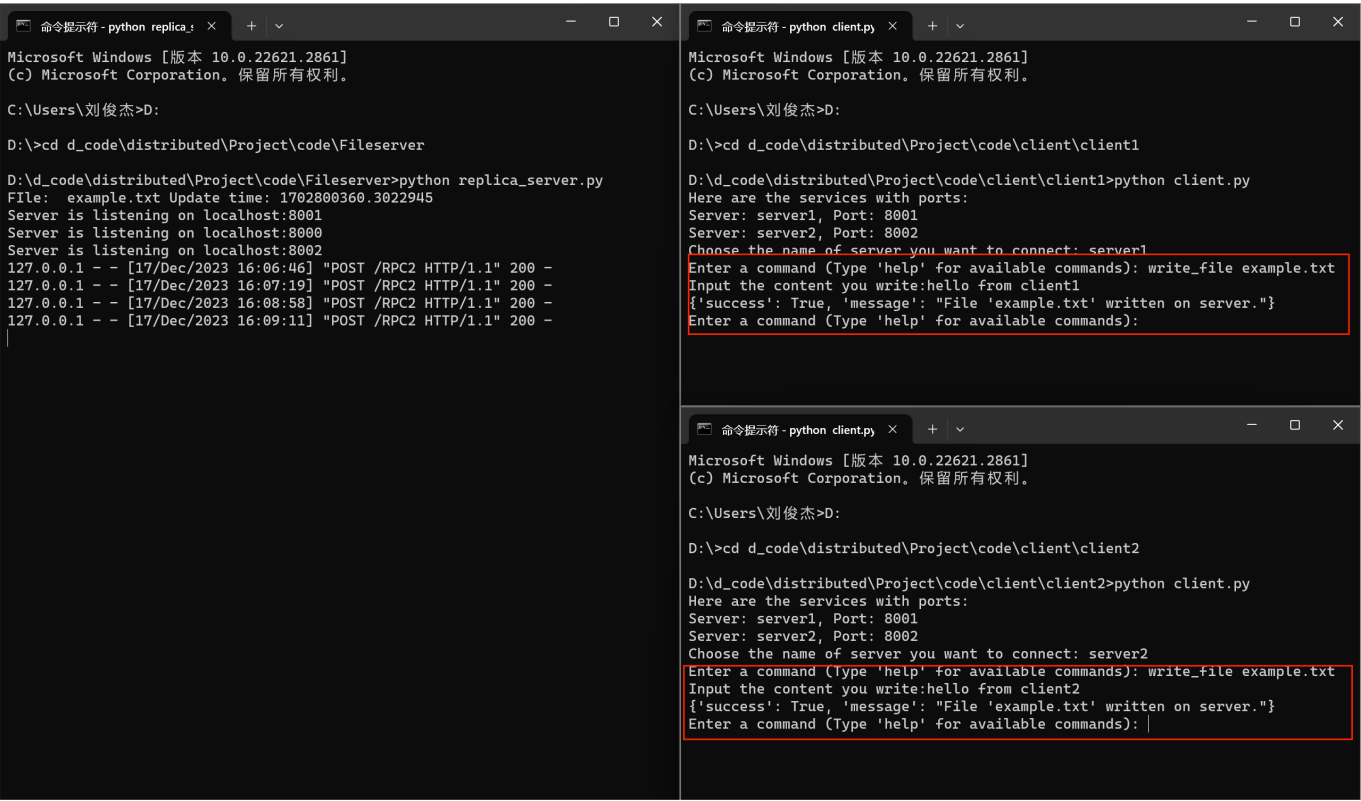 命令提示符 - python replica_s
Microsoft Windows [版本 10.0.22621.2861]
(c) Microsoft Corporation。保留所有权利。
C:\Users\刘俊杰>D:
D:\>cd d_code\distributed\Project\code\Fileserver
D:\d_code\distributed\Project\code\Fileserver>python replica_server.py
FIle:  example.txt Update time: 1702800360.3022945
Server is listening on localhost:8001
Server is listening on localhost:8000
Server is listening on localhost:8002
127.0.0.1 - - [17/Dec/2023 16:06:46] "POST /RPC2 HTTP/1.1" 200 -
127.0.0.1 - - [17/Dec/2023 16:07:19] "POST /RPC2 HTTP/1.1" 200 -
127.0.0.1 - - [17/Dec/2023 16:08:58] "POST /RPC2 HTTP/1.1" 200 -
127.0.0.1 - - [17/Dec/2023 16:09:11] "POST /RPC2 HTTP/1.1" 200 -
命令提示符 - python client.py
Microsoft Windows [版本 10.0.22621.2861]
(c) Microsoft Corporation。保留所有权利。
C:\Users\刘俊杰>D:
D:\>cd d_code\distributed\Project\code\client\client1
D:\d_code\distributed\Project\code\client\client1>python client.py
Here are the services with ports:
Server: server1, Port: 8001
Server: server2, Port: 8002
Choose the name of server you want to connect: server1
Enter a command (Type 'help' for available commands): write_file example.txt
Input the content you write:hello from client1
{'success': True, 'message': "File 'example.txt' written on server."}
Enter a command (Type 'help' for available commands):
命令提示符 - python client.py
Microsoft Windows [版本 10.0.22621.2861]
(c) Microsoft Corporation。保留所有权利。
C:\Users\刘俊杰>D:
D:\>cd d_code\distributed\Project\code\client\client2
D:\d_code\distributed\Project\code\client\client2>python client.py
Here are the services with ports:
Server: server1, Port: 8001
Server: server2, Port: 8002
Choose the name of server you want to connect: server2
Enter a command (Type 'help' for available commands): write_file example.txt
Input the content you write:hello from client2
{'success': True, 'message': "File 'example.txt' written on server."}
Enter a command (Type 'help' for available commands):